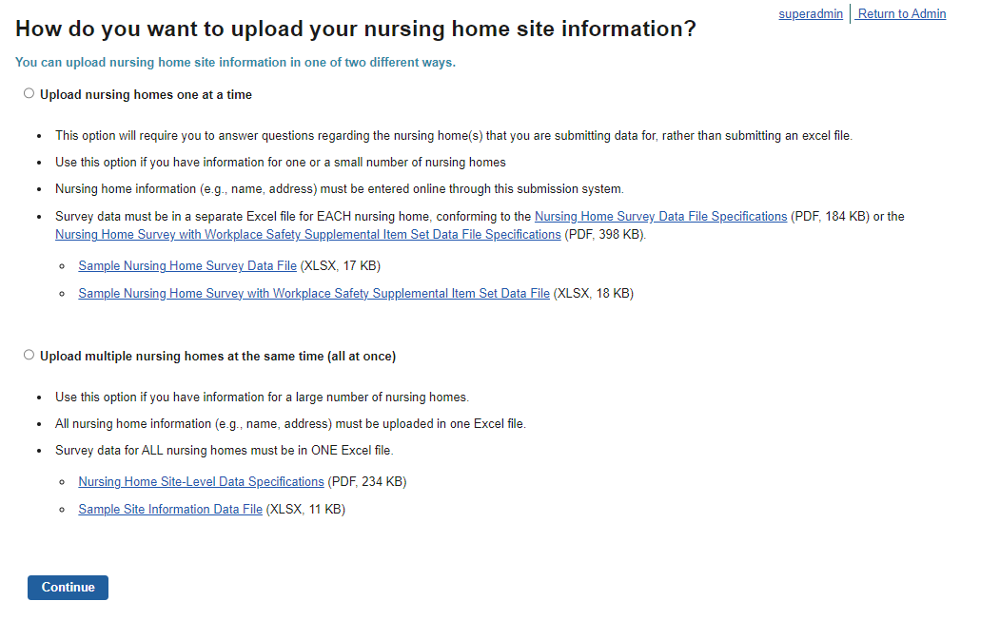 superadmin | Return to Admin
How do you want to upload your nursing home site information?
You can upload nursing home site information in one of two different ways.
Upload nursing homes one at a time
• This option will require you to answer questions regarding the nursing home(s) that you are submitting data for, rather than submitting an excel file.
• Use this option if you have information for one or a small number of nursing homes
• Nursing home information (e.g., name, address) must be entered online through this submission system.
• Survey data must be in a separate Excel file for EACH nursing home, conforming to the Nursing Home Survey Data File Specifications (PDF, 184 KB) or the
Nursing Home Survey with Workplace Safety Supplemental Item Set Data File Specifications (PDF, 398 KB).
◦ Sample Nursing Home Survey Data File (XLSX, 17 KB)
◦ Sample Nursing Home Survey with Workplace Safety Supplemental Item Set Data File (XLSX, 18 KB)
Upload multiple nursing homes at the same time (all at once)
• Use this option if you have information for a large number of nursing homes.
• All nursing home information (e.g., name, address) must be uploaded in one Excel file.
• Survey data for ALL nursing homes must be in ONE Excel file.
◦ Nursing Home Site-Level Data Specifications (PDF, 234 KB)
◦ Sample Site Information Data File (XLSX, 11 KB)
Continue